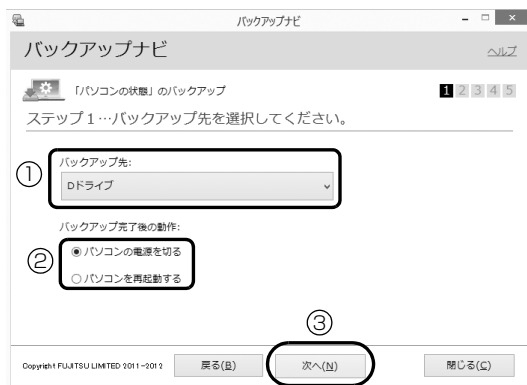 バックアップナビ
バックアップナビ
ヘルプ
「パソコンの状態」のバックアップ
1 2 3 4 5
ステップ1…バックアップ先を選択してください。
① バックアップ先:
Dドライブ
バックアップ完了後の動作:
② パソコンの電源を切る
パソコンを再起動する
③
Copyright FUJITSU LIMITED 2011-2012 戻る(B) 次へ(N) 閉じる(C)